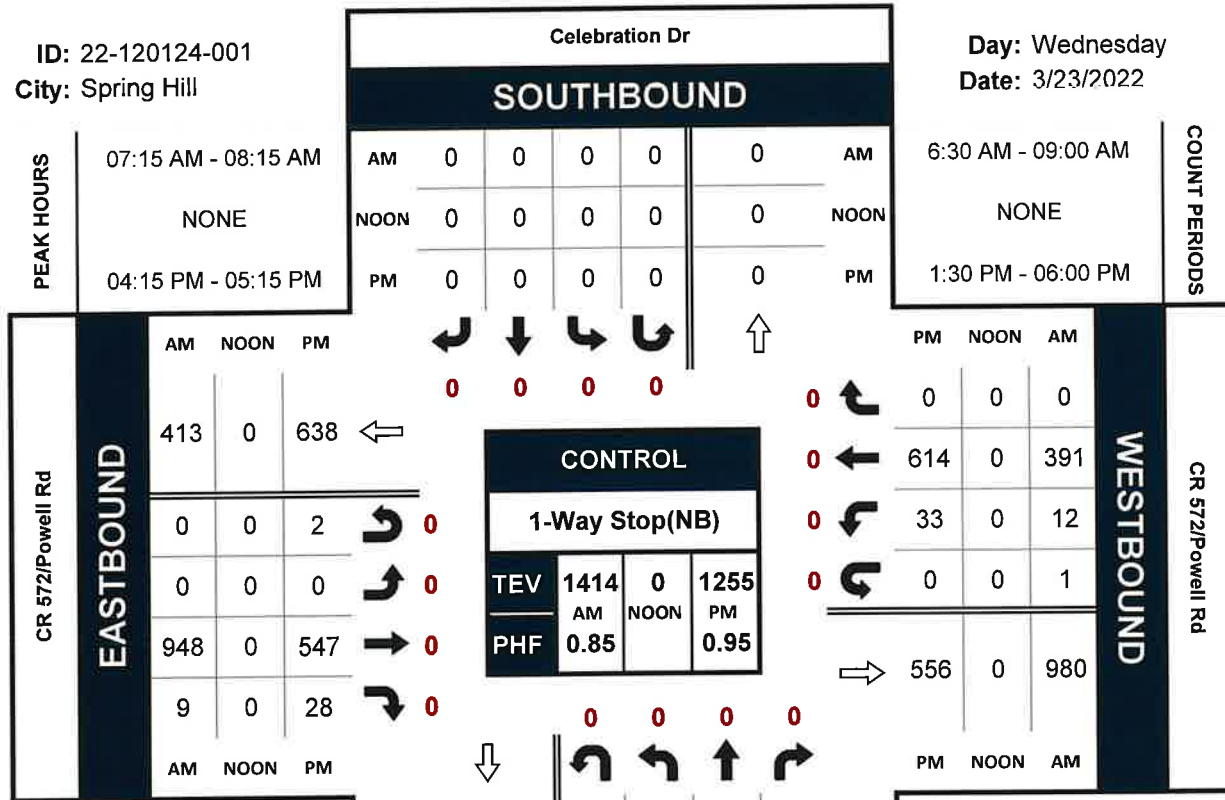 ID: 22-120124-001
City: Spring Hill
Celebration Dr
Day: Wednesday
Date: 3/23/2022
SOUTHBOUND
PEAK HOURS
07:15 AM - 08:15 AM
NONE
04:15 PM - 05:15 PM
AM 0 0 0 0 0 AM
NOON 0 0 0 0 0 NOON
PM 0 0 0 0 0 PM
6:30 AM - 09:00 AM
NONE
1:30 PM - 06:00 PM
COUNT PERIODS
0 0 0 0
CR 572/Powell Rd
EASTBOUND
AM NOON PM
413 0 638
0 0 2 0
0 0 0 0
948 0 547 0
9 0 28 0
AM NOON PM
CONTROL
1-Way Stop(NB)
TEV 1414 0 1255
AM NOON PM
PHF 0.85 0.95
PM NOON AM
0 0 0 0
0 614 0 391
0 33 0 12
0 0 0 1
556 0 980
PM NOON AM
WESTBOUND
CR 572/Powell Rd
0 0 0 0